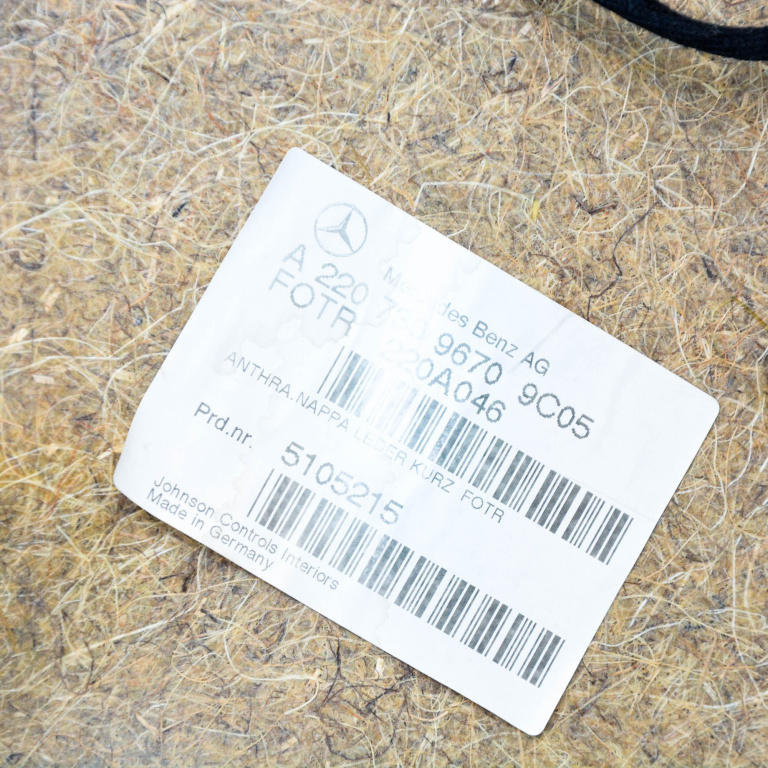 Mercedes Benz AG
A 220 9670 9C05
FOTR 220A046
ANTHRA.NAPPA LEDER KURZ FOTR
Prd.nr. 5105215
Johnson Controls Interiors
Made in Germany